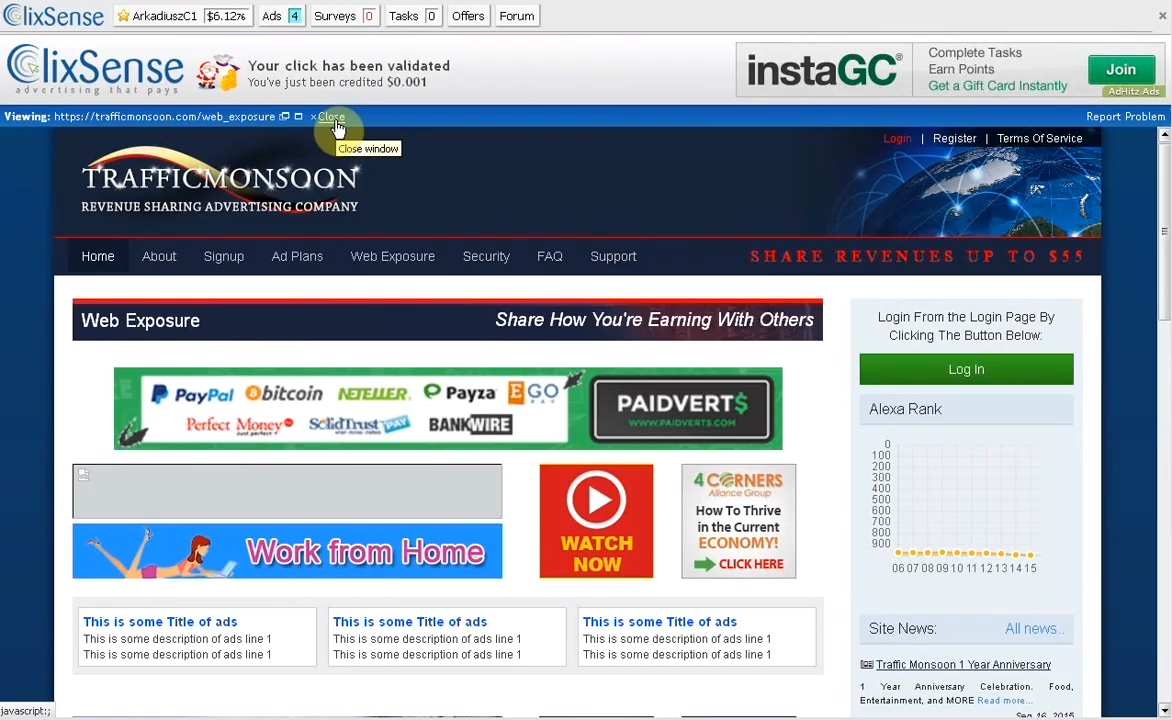 ClixSense
ArkadiuszC1 $6.127⁶
Ads 4
Surveys 0
Tasks 0
Offers
Forum
ClixSense
advertising that pays
Your click has been validated
You've just been credited $0.001
instaGC®
Complete Tasks
Earn Points
Get a Gift Card Instantly
Join
AdHitz Ads
Viewing: https://trafficmonsoon.com/web_exposure
×Close
Report Problem
Close window
Login | Register | Terms Of Service
TRAFFICMONSOON
REVENUE SHARING ADVERTISING COMPANY
Home About Signup Ad Plans Web Exposure Security FAQ Support
SHARE REVENUES UP TO $55
Web Exposure
Share How You're Earning With Others
PayPal bitcoin NETELLER Payza EGO PAY
Perfect Money just perfect. SolidTrust PAY BANKWIRE
PAIDVERT$
WWW.PAIDVERTS.COM
Work from Home
WATCH
NOW
4 CORNERS
Alliance Group
How To Thrive
in the Current
ECONOMY!
CLICK HERE
This is some Title of ads
This is some description of ads line 1
This is some description of ads line 1
This is some Title of ads
This is some description of ads line 1
This is some description of ads line 1
This is some Title of ads
This is some description of ads line 1
This is some description of ads line 1
Login From the Login Page By
Clicking The Button Below:
Log In
Alexa Rank
0
100
200
300
400
500
600
700
800
900
06 07 08 09 10 11 12 13 14 15
Site News: All news..
Traffic Monsoon 1 Year Anniversary
1 Year Anniversary Celebration. Food,
Entertainment, and MORE Read more...
Sep 16, 2015
javascript:;